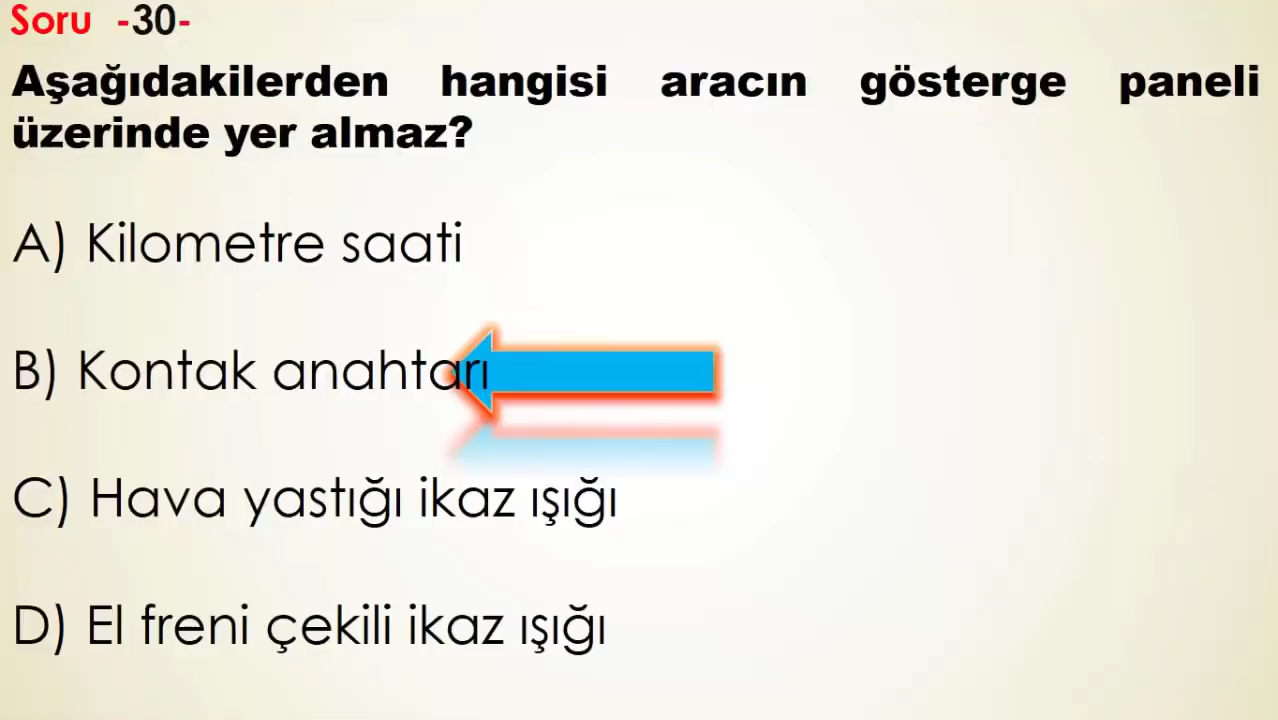 Soru -30-
Aşağıdakilerden hangisi aracın gösterge paneli
üzerinde yer almaz?
A) Kilometre saati
B) Kontak anahtarı
C) Hava yastığı ikaz ışığı
D) El freni çekili ikaz ışığı